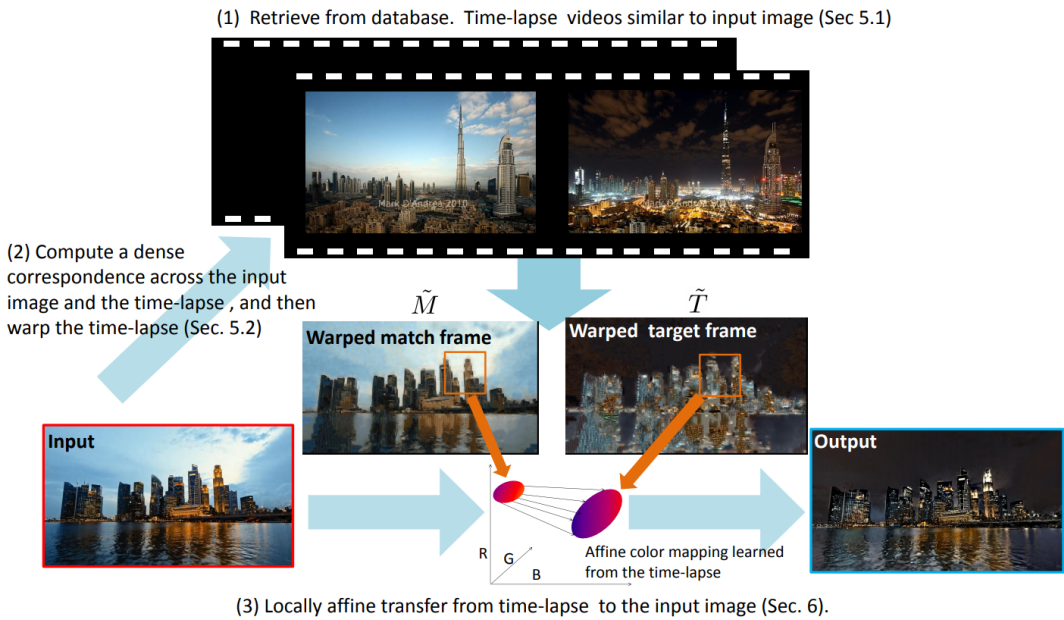 (1) Retrieve from database. Time-lapse videos similar to input image (Sec 5.1)
Mark D'Andrea 2010
(2) Compute a dense
correspondence across the input
image and the time-lapse , and then
warp the time-lapse (Sec. 5.2)
M̃
T̃
Warped match frame
Warped target frame
Input
Output
R
G
B
Affine color mapping learned
from the time-lapse
(3) Locally affine transfer from time-lapse to the input image (Sec. 6).